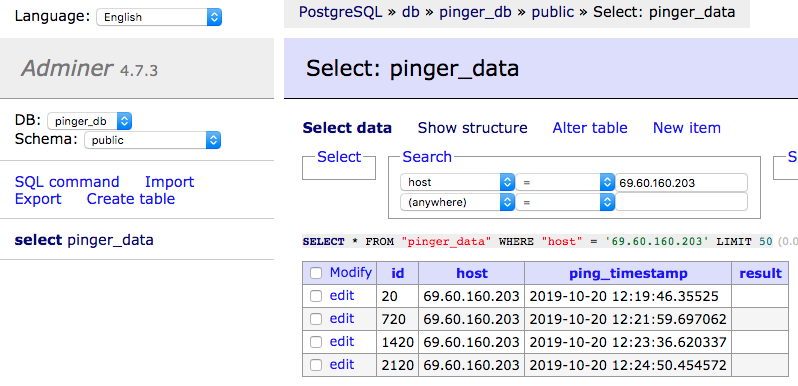 Language: English
PostgreSQL » db » pinger_db » public » Select: pinger_data
Adminer 4.7.3
Select: pinger_data
DB: pinger_db
Schema: public
Select data Show structure Alter table New item
SQL command Import
Export Create table
select pinger_data
Select
Search
S
host = 69.60.160.203
(anywhere) =
SELECT * FROM "pinger_data" WHERE "host" = '69.60.160.203' LIMIT 50 (0.0
Modify id host ping_timestamp result
edit 20 69.60.160.203 2019-10-20 12:19:46.35525
edit 720 69.60.160.203 2019-10-20 12:21:59.697062
edit 1420 69.60.160.203 2019-10-20 12:23:36.620337
edit 2120 69.60.160.203 2019-10-20 12:24:50.454572